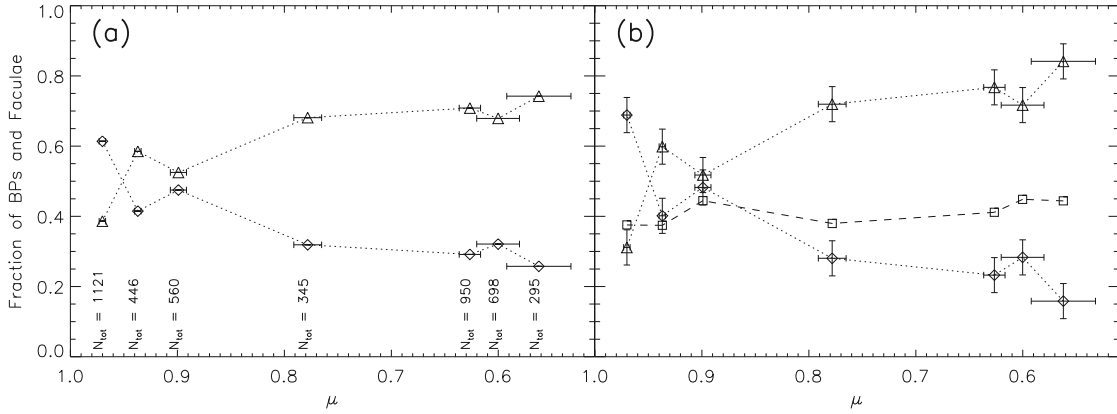 (a)
(b)
Fraction of BPs and Faculae
1.0
0.8
0.6
0.4
0.2
0.0
N_tot = 1121
N_tot = 446
N_tot = 560
N_tot = 345
N_tot = 950
N_tot = 698
N_tot = 295
1.0 0.9 0.8 0.7 0.6
1.0 0.9 0.8 0.7 0.6
μ
μ